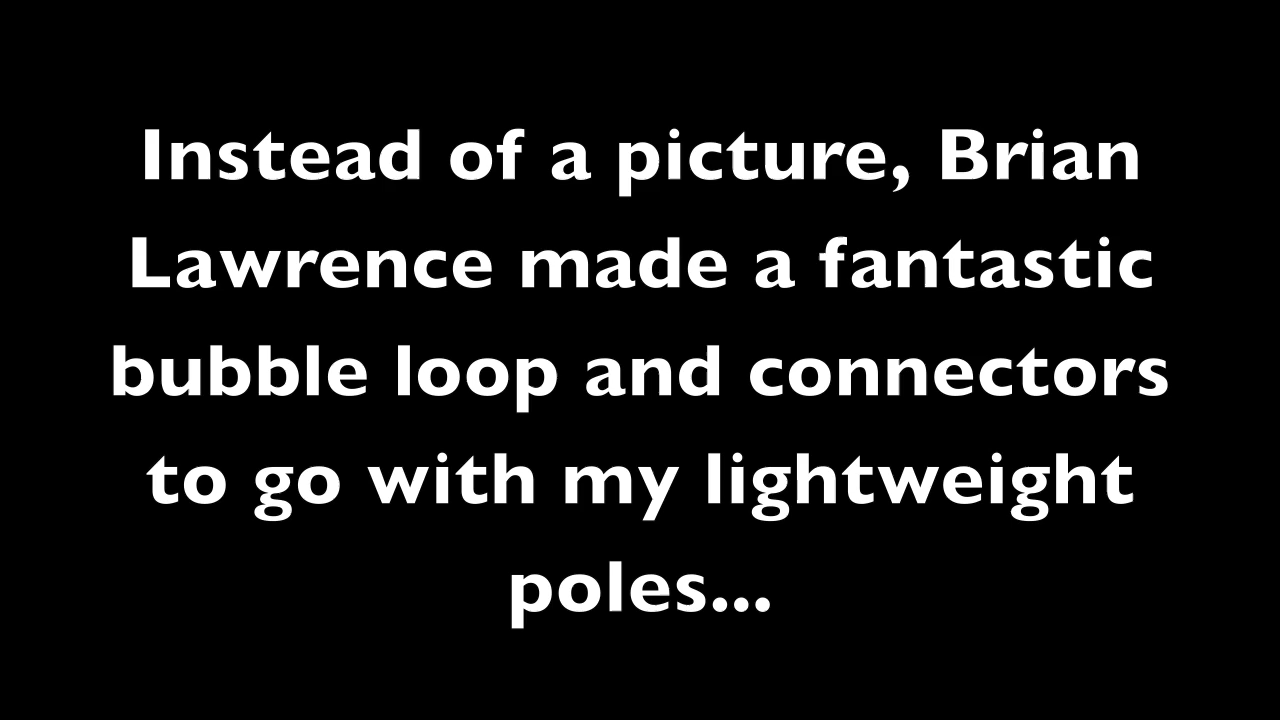 Instead of a picture, Brian
Lawrence made a fantastic
bubble loop and connectors
to go with my lightweight
poles...